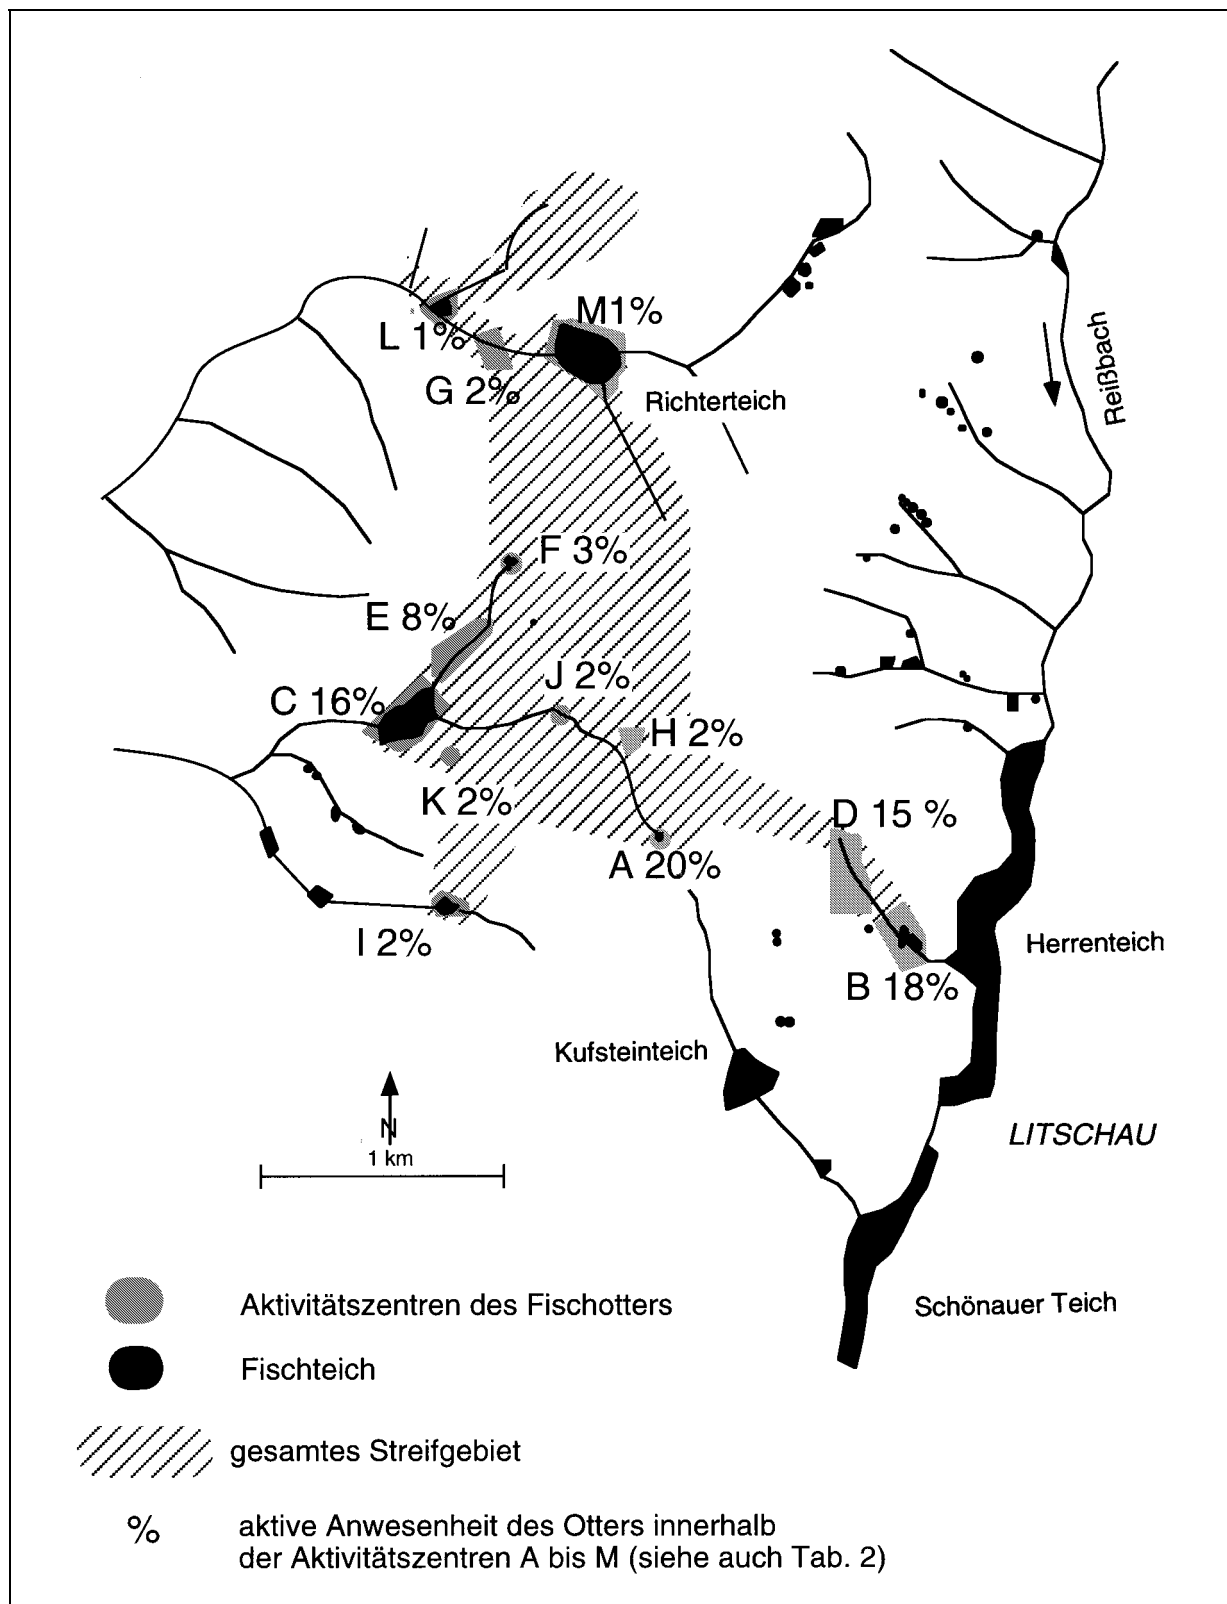 M1%
L 1%
G 2%
Richterteich
Reißbach
F 3%
E 8%
J 2%
C 16%
H 2%
K 2%
D 15 %
A 20%
I 2%
Herrenteich
B 18%
Kufsteinteich
N
LITSCHAU
1 km
Aktivitätszentren des Fischotters
Schönauer Teich
Fischteich
gesamtes Streifgebiet
% aktive Anwesenheit des Otters innerhalb
der Aktivitätszentren A bis M (siehe auch Tab. 2)